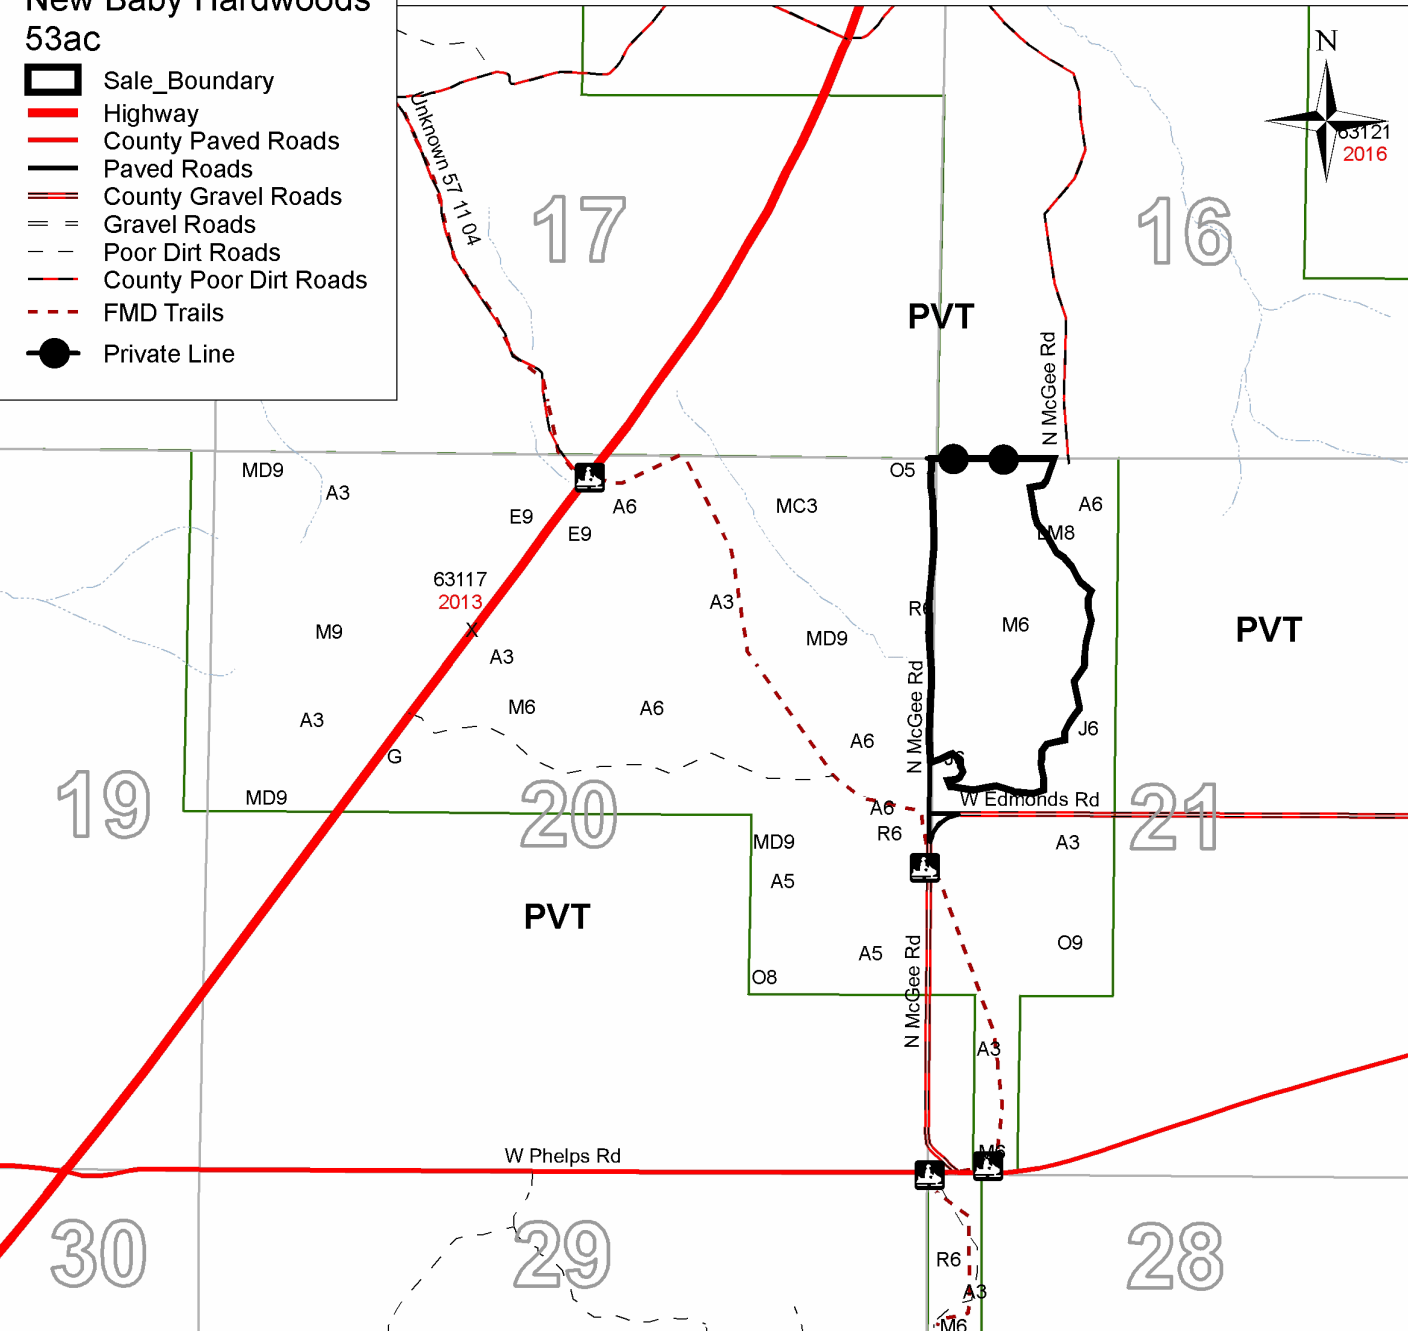 New Baby Hardwoods
53ac
Sale_Boundary
Highway
County Paved Roads
Paved Roads
County Gravel Roads
Gravel Roads
Poor Dirt Roads
County Poor Dirt Roads
FMD Trails
Private Line
N
63121
2016
Unknown 57 11 04
17
16
PVT
N McGee Rd
MD9
A3
O5
E9
A6
MC3
A6
E9
LM8
63117
2013
X
A3
R6
M6
PVT
M9
MD9
A3
M6
A6
A3
N McGee Rd
A6
J6
G
J6
19
MD9
20
A6
W Edmonds Rd
21
R6
MD9
A3
A5
PVT
A5
O9
O8
N McGee Rd
A3
W Phelps Rd
M6
30
29
28
R6
A3
M6